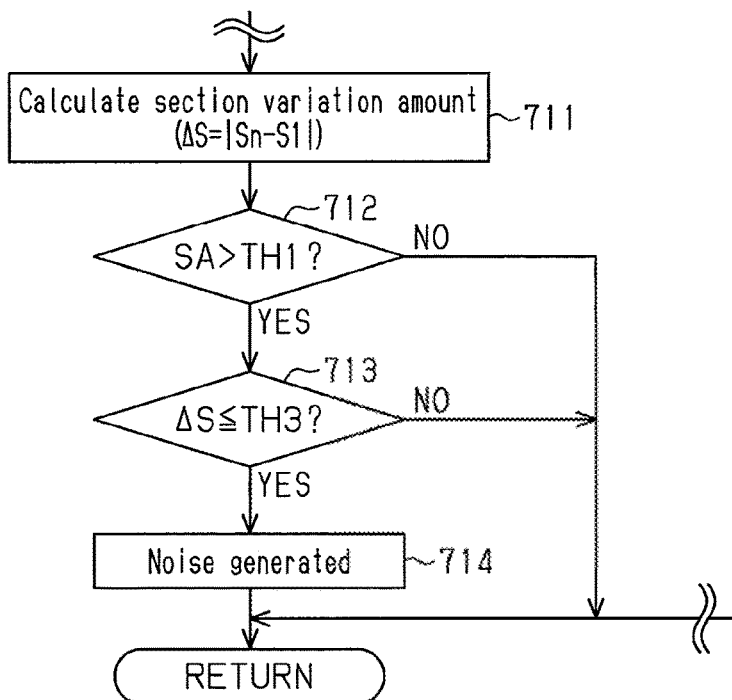 Calculate section variation amount
(ΔS=|Sn-S1|)
711
712
SA>TH1?
NO
YES
713
ΔS≦TH3?
NO
YES
Noise generated
714
RETURN